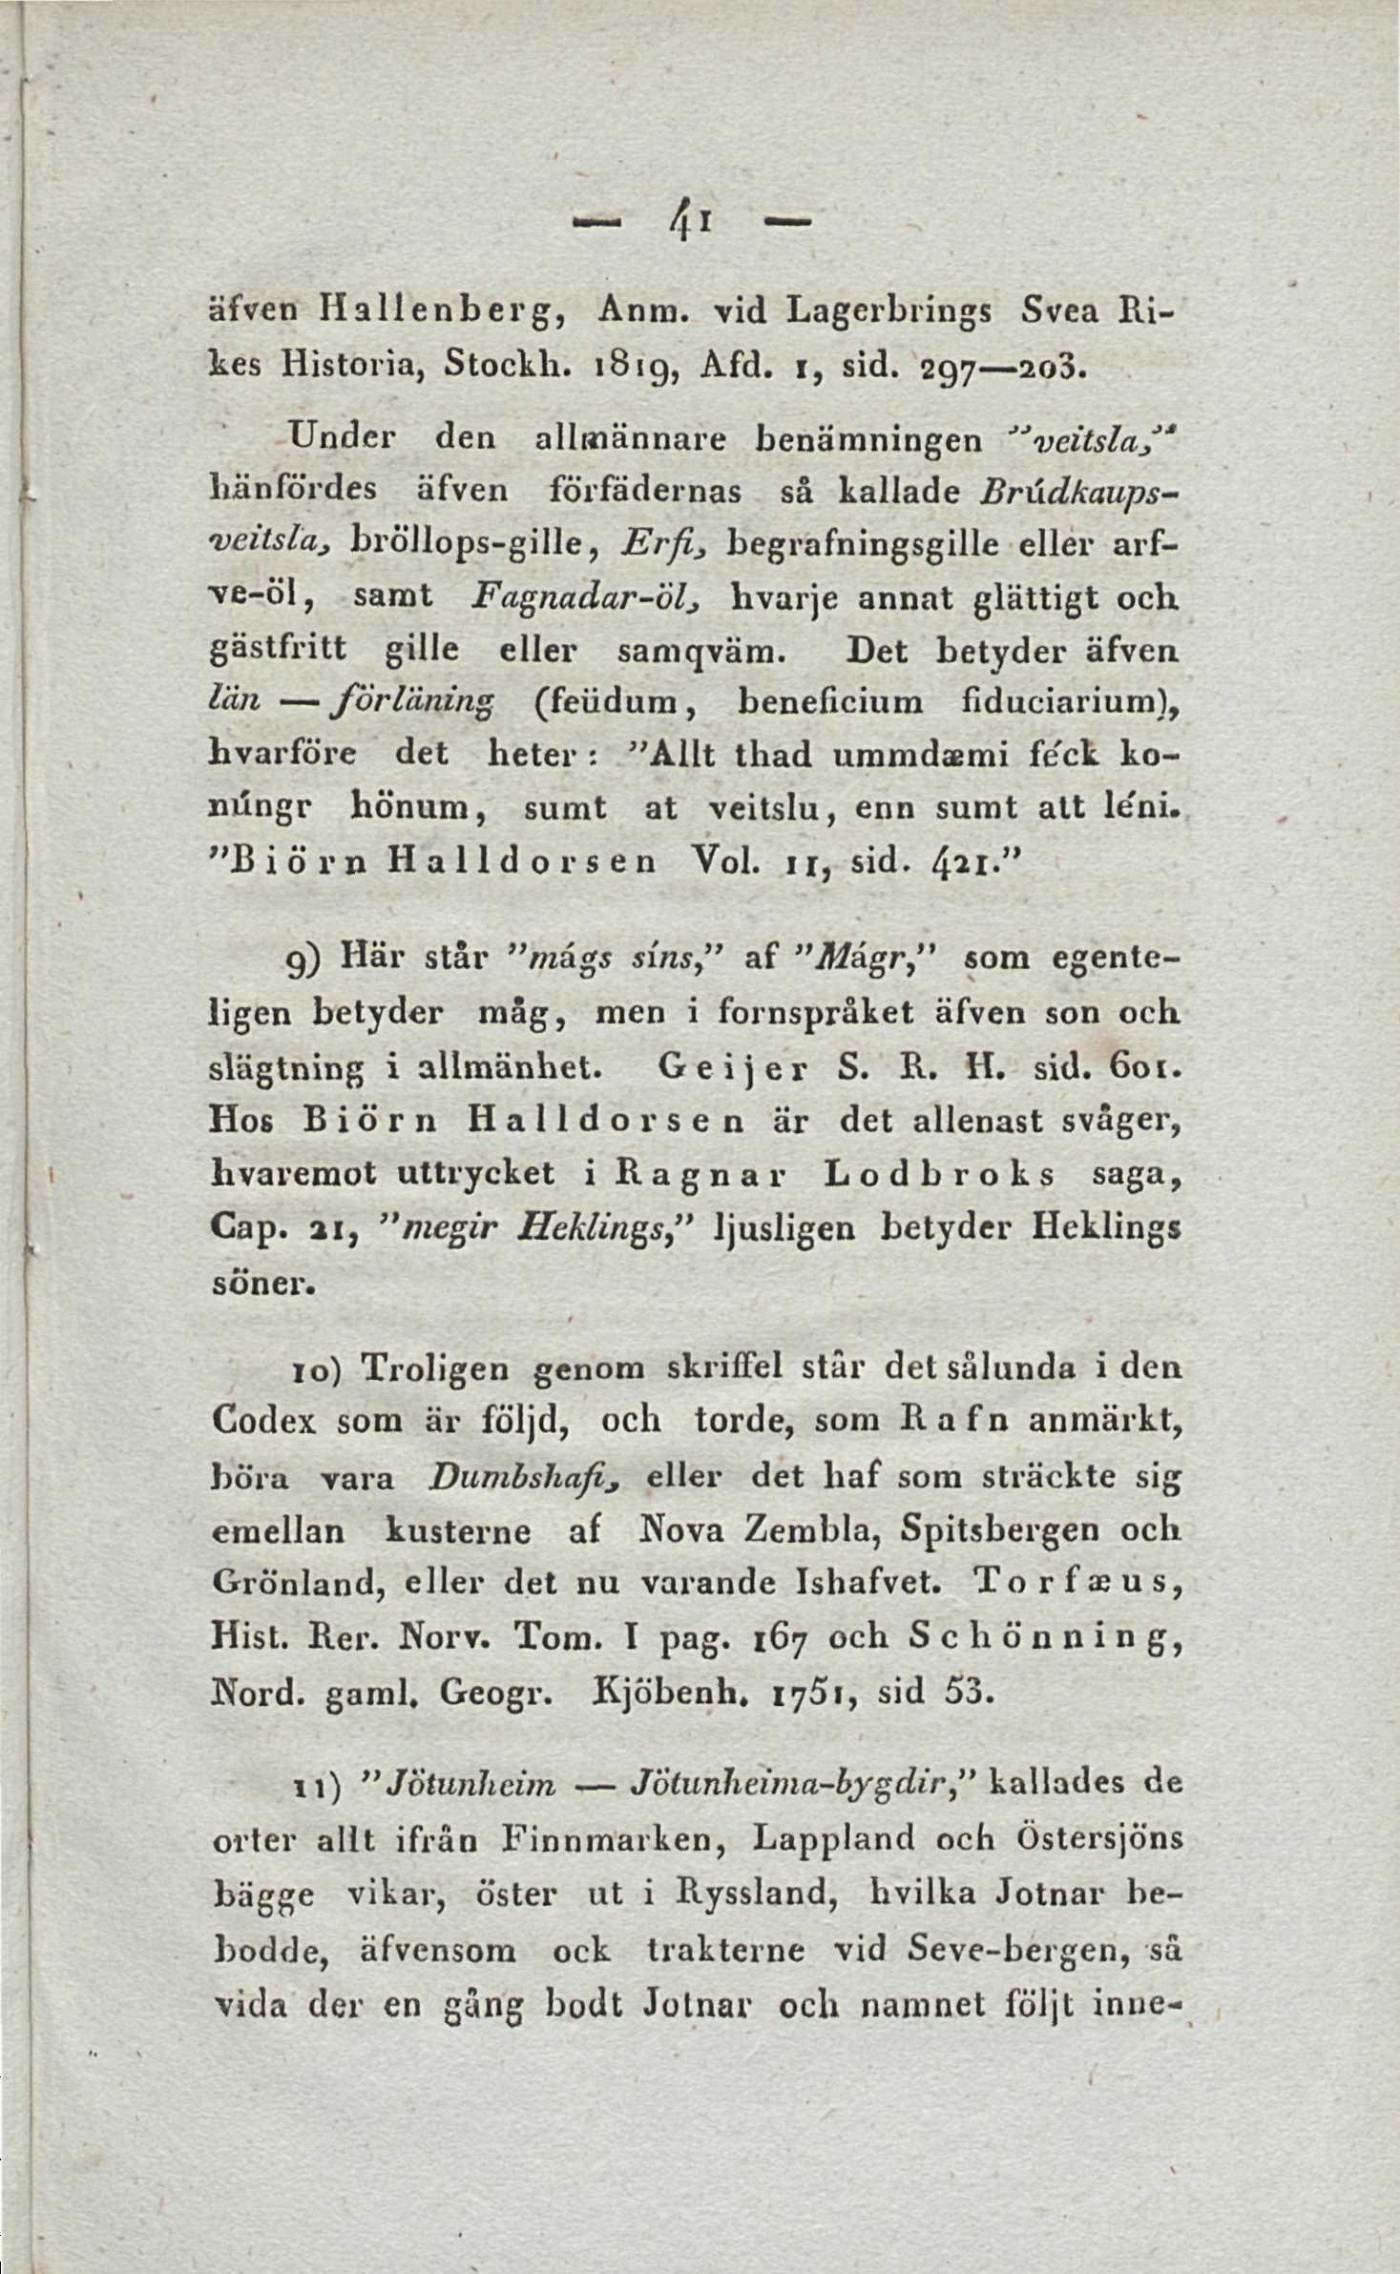 — 41 —
äfven Hallenberg, Anm. vid Lagerbrings Svea Ri-
kes Historia, Stockh. 1819, Afd. 1, sid. 297—203.
Under den allmännare benämningen ”veitsla,”
hänfördes äfven förfädernas så kallade Brúdkaups-
veitsla, bröllops-gille, Erfi, begrafningsgille eller arf-
ve-öl, samt Fagnadar-öl, hvarje annat glättigt och
gästfritt gille eller samqväm. Det betyder äfven
län — förläning (feüdum, beneficium fiduciarium),
hvarföre det heter: ”Allt thad ummdæmi féck ko-
núngr hönum, sumt at veitslu, enn sumt att léni.
”Biörn Halldorsen Vol. 11, sid. 421.”
9) Här står ”mágs síns,” af ”Mágr,” som egente-
ligen betyder måg, men i fornspråket äfven son och
slägtning i allmänhet. Geijer S. R. H. sid. 601.
Hos Biörn Halldorsen är det allenast svåger,
hvaremot uttrycket i Ragnar Lodbroks saga,
Cap. 21, ”megir Heklings,” ljusligen betyder Heklings
söner.
10) Troligen genom skriffel står det sålunda i den
Codex som är följd, och torde, som Rafn anmärkt,
böra vara Dumbshafi, eller det haf som sträckte sig
emellan kusterne af Nova Zembla, Spitsbergen och
Grönland, eller det nu varande Ishafvet. Torfæus,
Hist. Rer. Norv. Tom. I pag. 167 och Schönning,
Nord. gaml. Geogr. Kjöbenh. 1751, sid 53.
11) ”Jötunheim — Jötunheima-bygdir,” kallades de
orter allt ifrån Finnmarken, Lappland och Östersjöns
bägge vikar, öster ut i Ryssland, hvilka Jotnar be-
bodde, äfvensom ock trakterne vid Seve-bergen, så
vida der en gång bodt Jotnar och namnet följt inne-